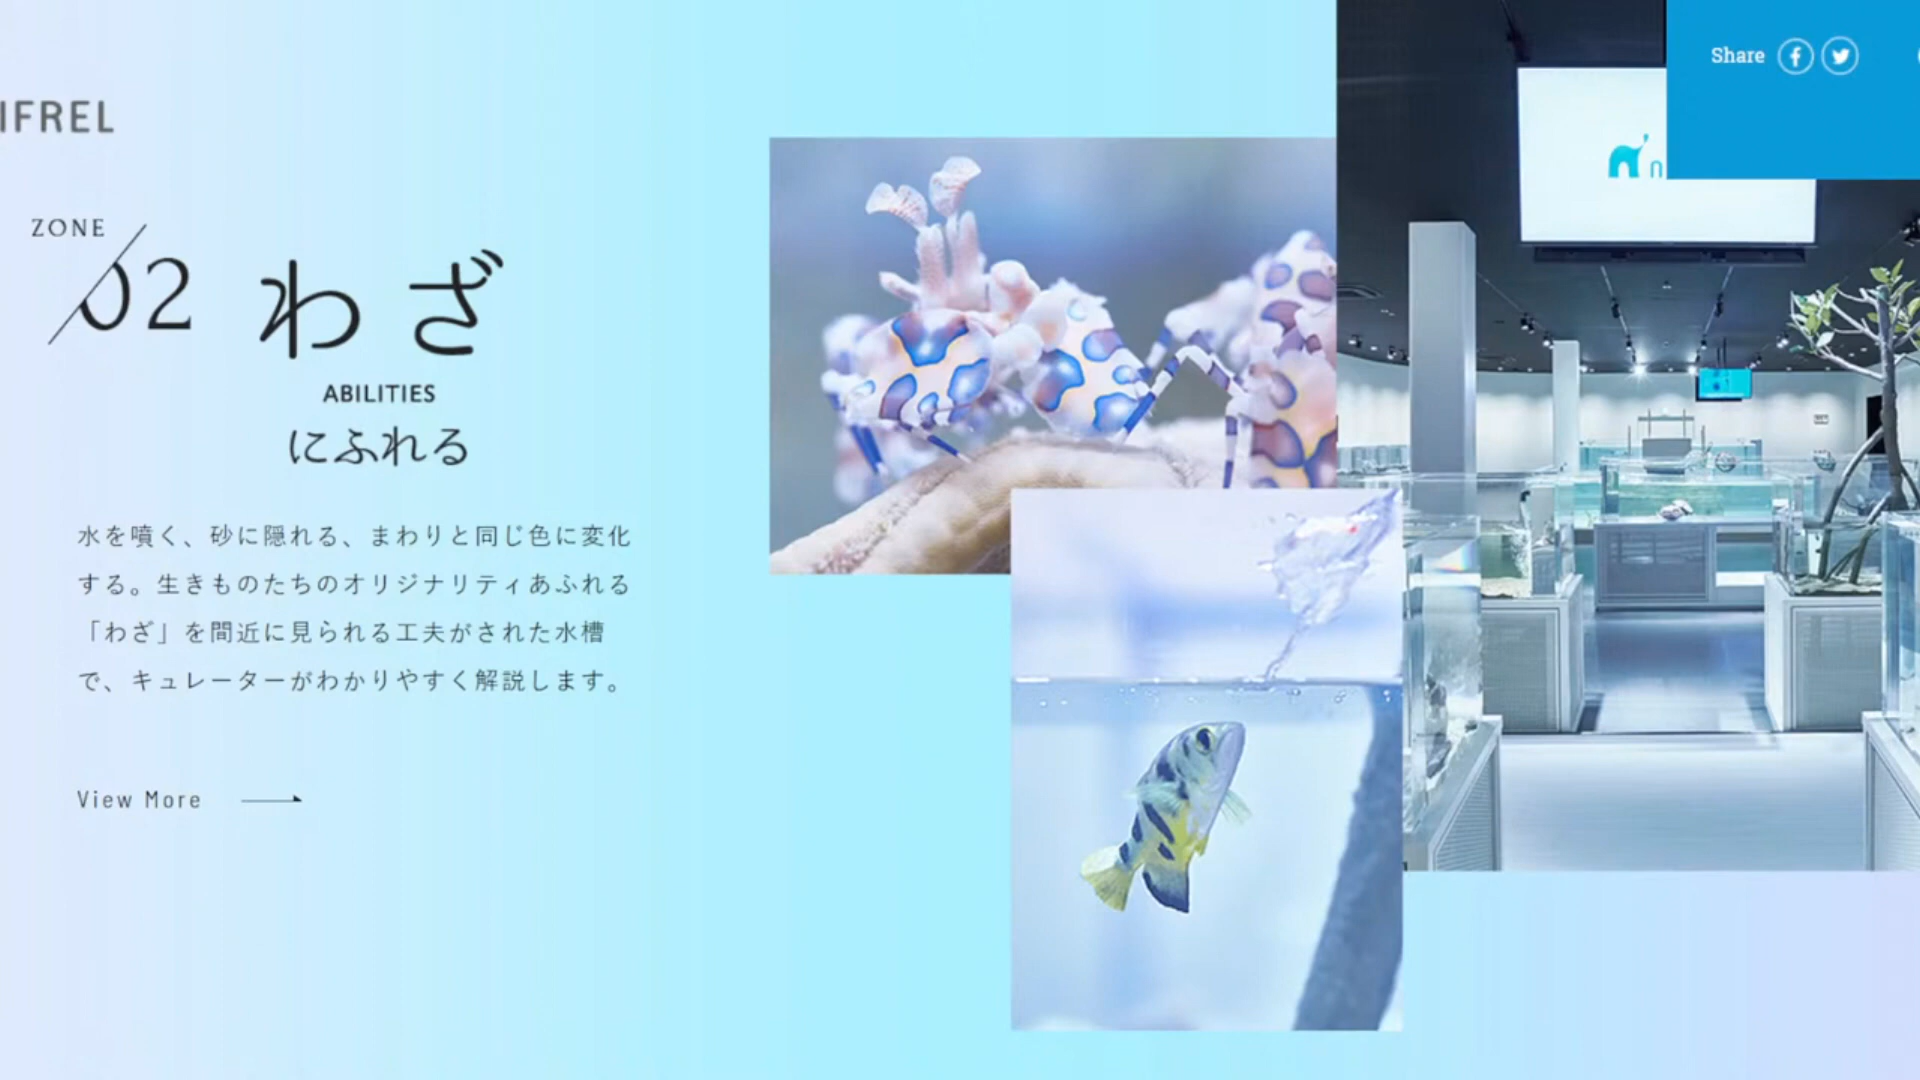 IFREL
Share
ZONE
02
わざ
ABILITIES
にふれる
水を噴く、砂に隠れる、まわりと同じ色に変化
する。生きものたちのオリジナリティあふれる
「わざ」を間近に見られる工夫がされた水槽
で、キュレーターがわかりやすく解説します。
View More